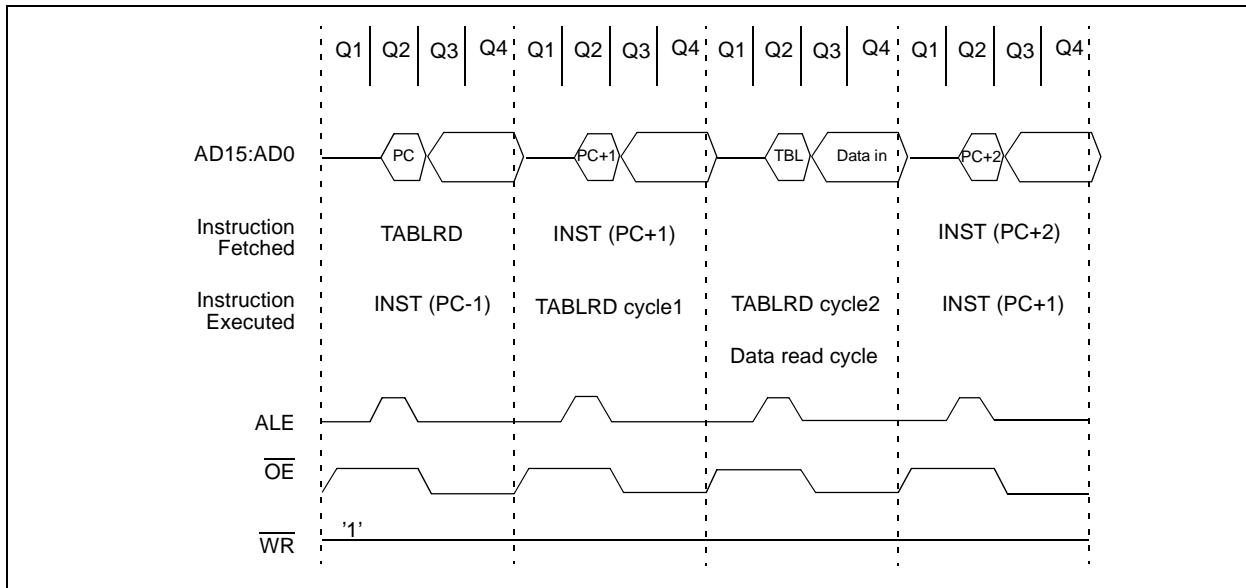 Q1 Q2 Q3 Q4 Q1 Q2 Q3 Q4 Q1 Q2 Q3 Q4 Q1 Q2 Q3 Q4
AD15:AD0 PC PC+1 TBL Data in PC+2
Instruction
Fetched
TABLRD INST (PC+1) INST (PC+2)
Instruction
Executed
INST (PC-1) TABLRD cycle1 TABLRD cycle2 INST (PC+1)
Data read cycle
ALE
OE
'1'
WR